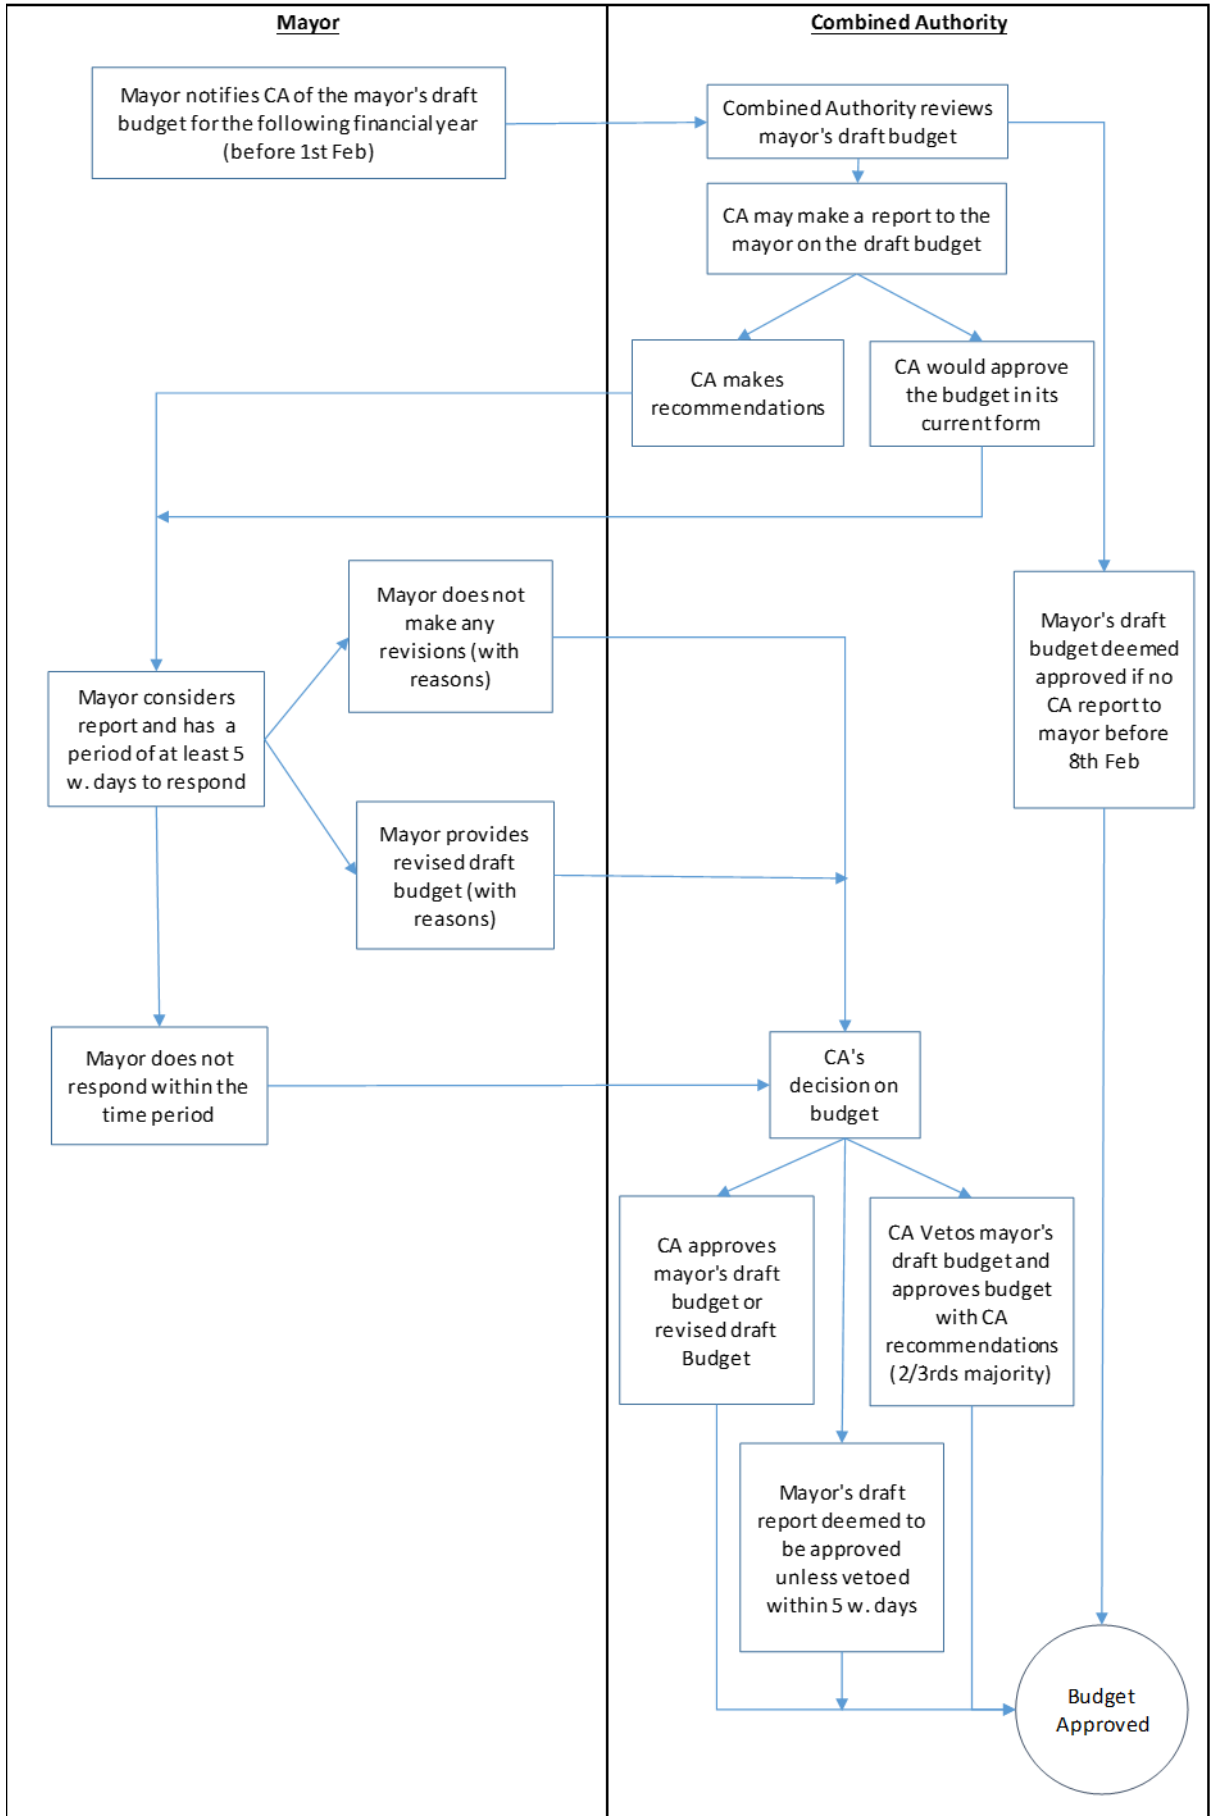 Mayor
Combined Authority
Mayor notifies CA of the mayor's draft
budget for the following financial year
(before 1st Feb)
Combined Authority reviews
mayor's draft budget
CA may make a report to the
mayor on the draft budget
CA makes
recommendations
CA would approve
the budget in its
current form
Mayor does not
make any
revisions (with
reasons)
Mayor's draft
budget deemed
approved if no
CA report to
mayor before
8th Feb
Mayor considers
report and has a
period of at least 5
w. days to respond
Mayor provides
revised draft
budget (with
reasons)
Mayor does not
respond within the
time period
CA's
decision on
budget
CA approves
mayor's draft
budget or
revised draft
Budget
CA Vetos mayor's
draft budget and
approves budget
with CA
recommendations
(2/3rds majority)
Mayor's draft
report deemed to
be approved
unless vetoed
within 5 w. days
Budget
Approved